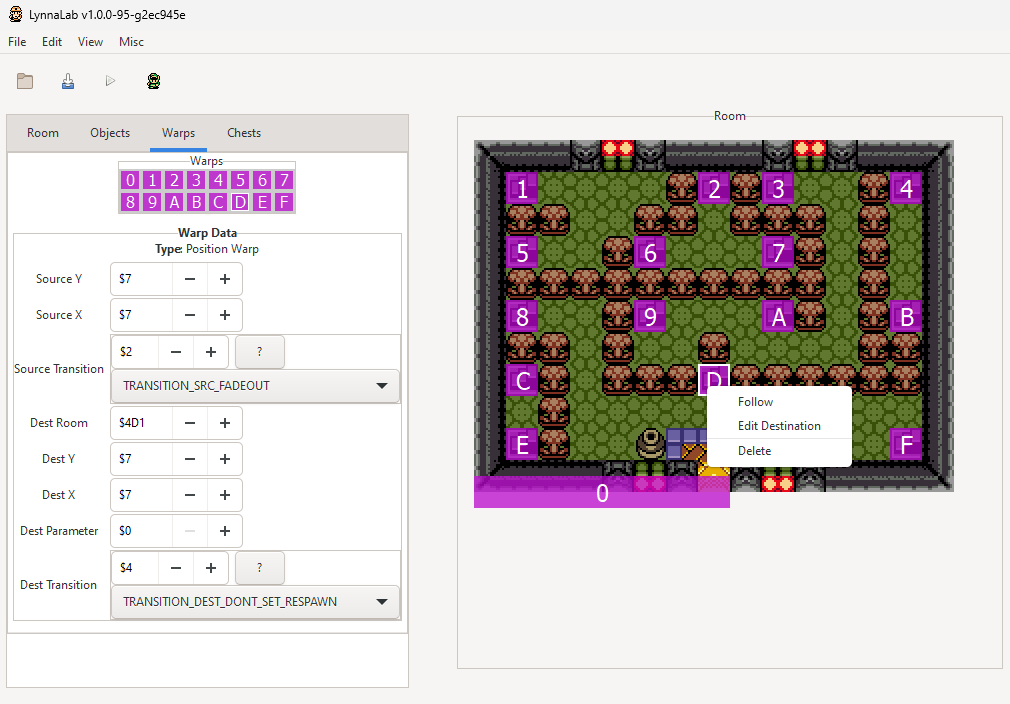 LynnaLab v1.0.0-95-g2ec945e
File Edit View Misc
Room Objects Warps Chests
Warps
0 1 2 3 4 5 6 7
8 9 A B C D E F
Warp Data
Type: Position Warp
Source Y $7 − +
Source X $7 − +
Source Transition $2 − + ?
TRANSITION_SRC_FADEOUT
Dest Room $4D1 − +
Dest Y $7 − +
Dest X $7 − +
Dest Parameter $0 − +
Dest Transition $4 − + ?
TRANSITION_DEST_DONT_SET_RESPAWN
Room
1 2 3 4
5 6 7
8 9 A B
C D
E F
0
Follow
Edit Destination
Delete